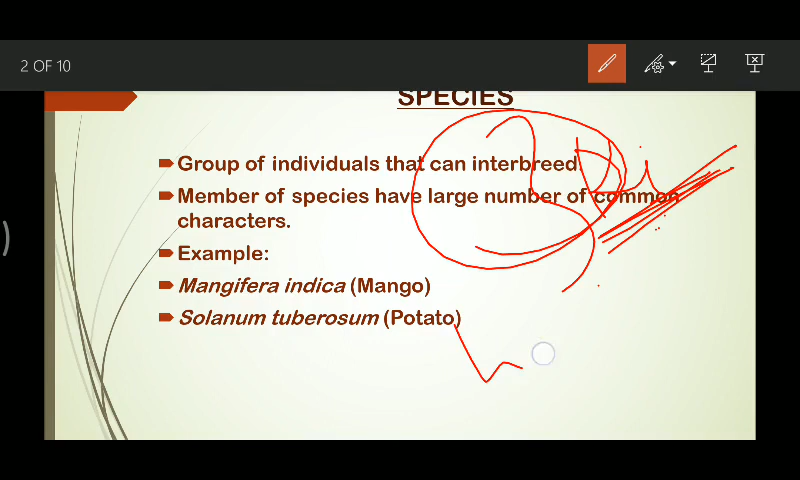 2 OF 10
SPECIES
Group of individuals that can interbreed
Member of species have large number of common
characters.
Example:
Mangifera indica (Mango)
Solanum tuberosum (Potato)